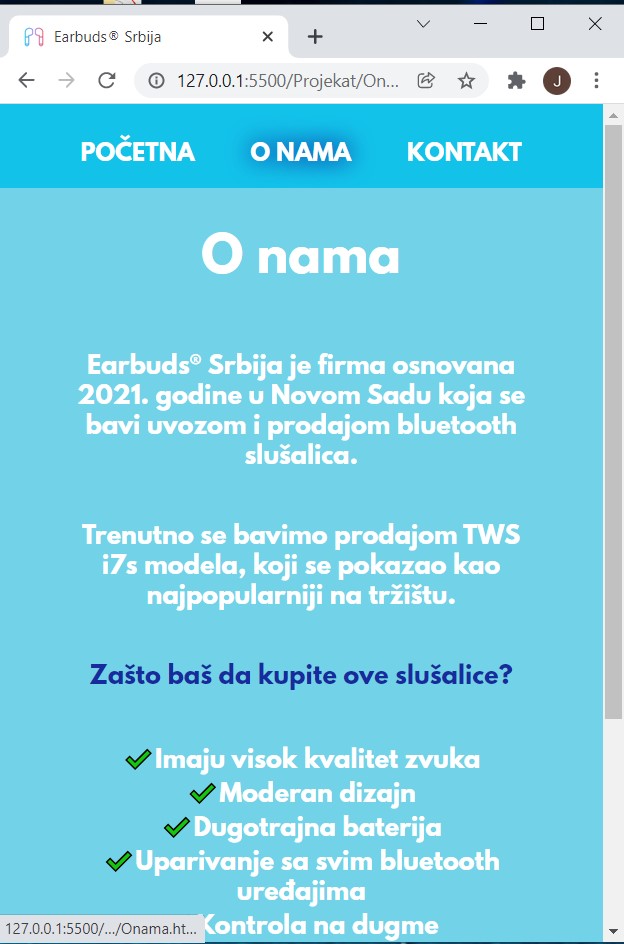 Earbuds® Srbija
127.0.0.1:5500/Projekat/On...
J
POČETNA O NAMA KONTAKT
O nama
Earbuds® Srbija je firma osnovana
2021. godine u Novom Sadu koja se
bavi uvozom i prodajom bluetooth
slušalica.
Trenutno se bavimo prodajom TWS
i7s modela, koji se pokazao kao
najpopularniji na tržištu.
Zašto baš da kupite ove slušalice?
Imaju visok kvalitet zvuka
Moderan dizajn
Dugotrajna baterija
Uparivanje sa svim bluetooth
uređajima
Kontrola na dugme
127.0.0.1:5500/.../Onama.ht...